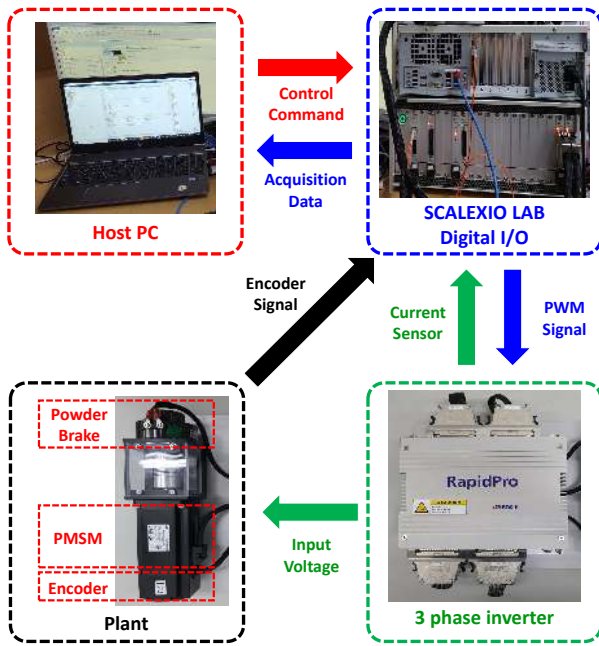 Control
Command
Acquisition
Data
Host PC
SCALEXIO LAB
Digital I/O
Encoder
Signal
Current
Sensor
PWM
Signal
Powder
Brake
PMSM
Encoder
Plant
Input
Voltage
RapidPro
3 phase inverter